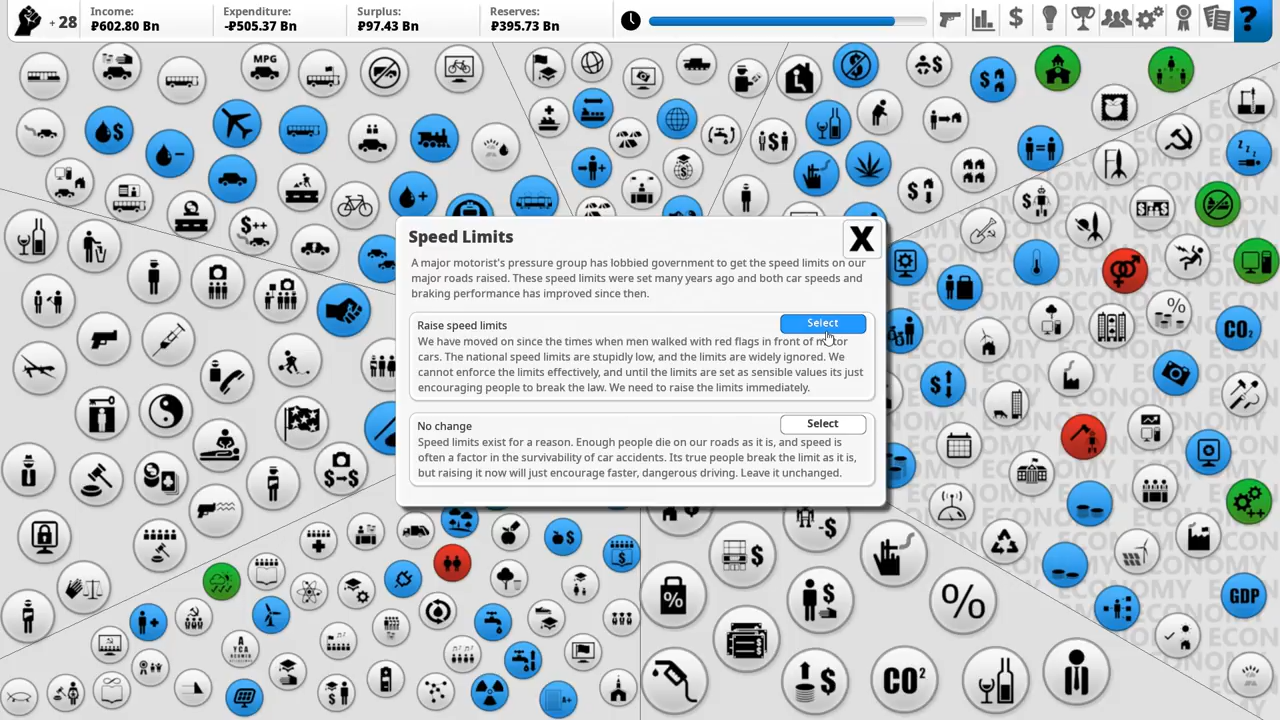 + 28
Income:
₽602.80 Bn
Expenditure:
-₽505.37 Bn
Surplus:
₽97.43 Bn
Reserves:
₽395.73 Bn
?
MPG
Speed Limits
X
A major motorist's pressure group has lobbied government to get the speed limits on our
major roads raised. These speed limits were set many years ago and both car speeds and
braking performance has improved since then.
Raise speed limits
Select
We have moved on since the times when men walked with red flags in front of motor
cars. The national speed limits are stupidly low, and the limits are widely ignored. We
cannot enforce the limits effectively, and until the limits are set as sensible values its just
encouraging people to break the law. We need to raise the limits immediately.
No change
Select
Speed limits exist for a reason. Enough people die on our roads as it is, and speed is
often a factor in the survivability of car accidents. Its true people break the limit as it is,
but raising it now will just encourage faster, dangerous driving. Leave it unchanged.
ECONOMY
CO²
GDP
CO²